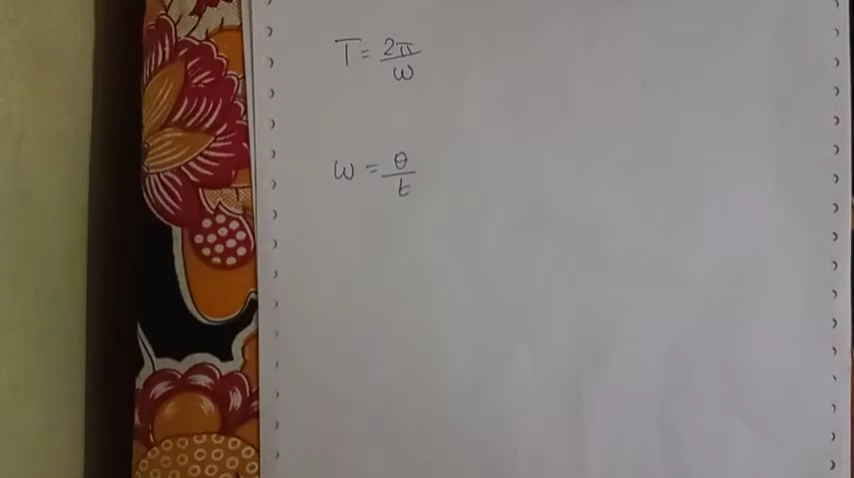 T = 2π/ω
ω = θ/t